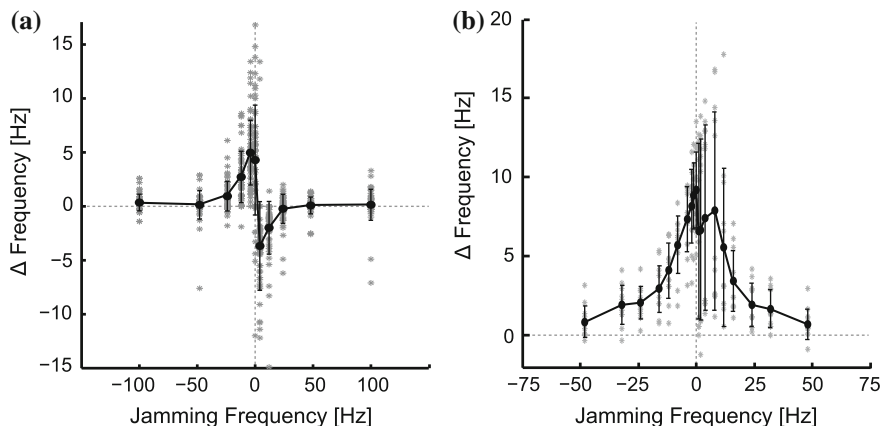 (a)
15
10
5
0
−5
−10
−15
Δ Frequency [Hz]
−100 −50 0 50 100
Jamming Frequency [Hz]
(b)
20
15
10
5
0
Δ Frequency [Hz]
−75 −50 −25 0 25 50 75
Jamming Frequency [Hz]